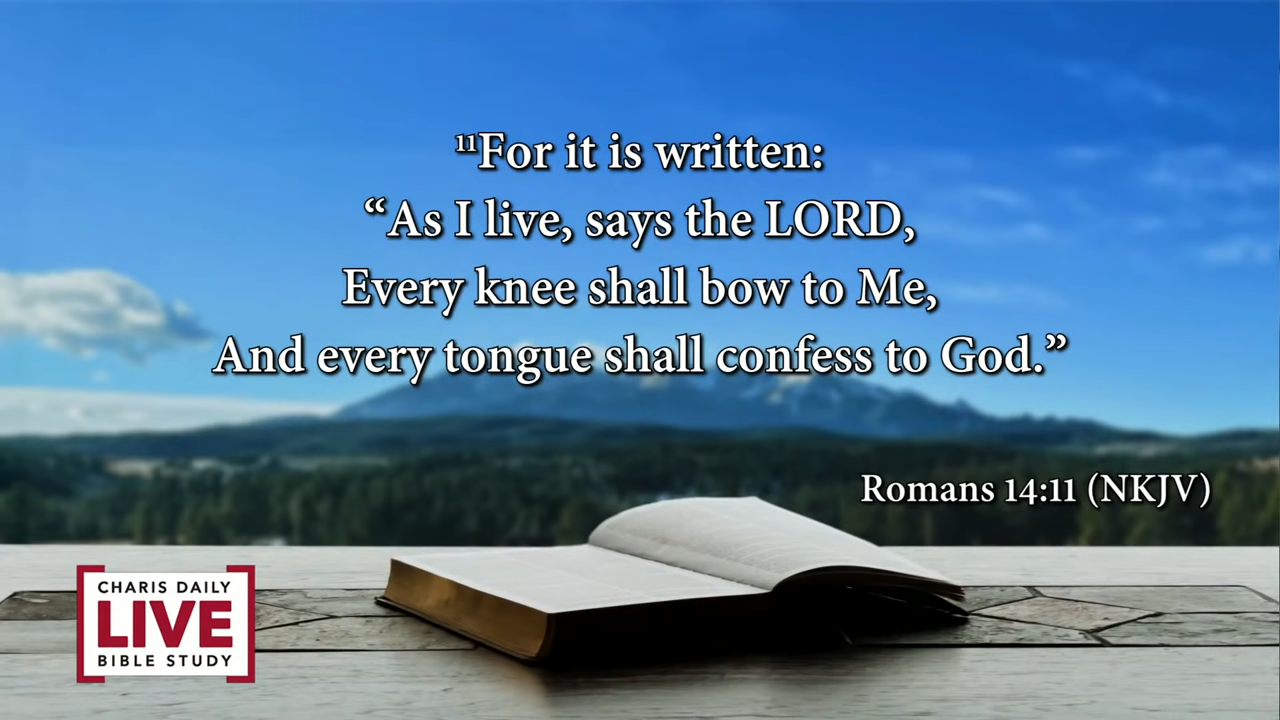 ¹¹For it is written:
“As I live, says the LORD,
Every knee shall bow to Me,
And every tongue shall confess to God.”
Romans 14:11 (NKJV)
CHARIS DAILY
LIVE
BIBLE STUDY